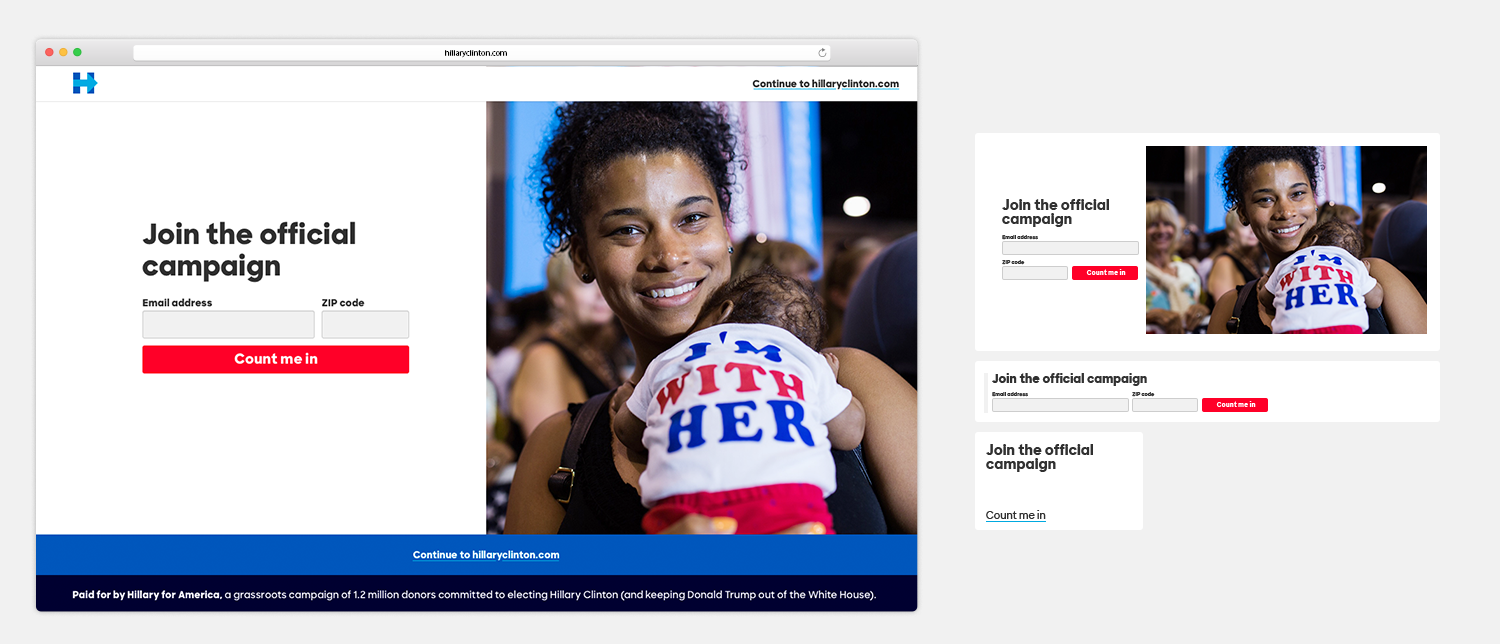 hillaryclinton.com
H
Continue to hillaryclinton.com
Join the official
campaign
Email address
ZIP code
Count me in
I'M
WITH
HER
Continue to hillaryclinton.com
Paid for by Hillary for America, a grassroots campaign of 1.2 million donors committed to electing Hillary Clinton (and keeping Donald Trump out of the White House).
Join the official
campaign
Email address
ZIP code
Count me in
I'M
WITH
HER
Join the official campaign
Email address
ZIP code
Count me in
Join the official
campaign
Count me in